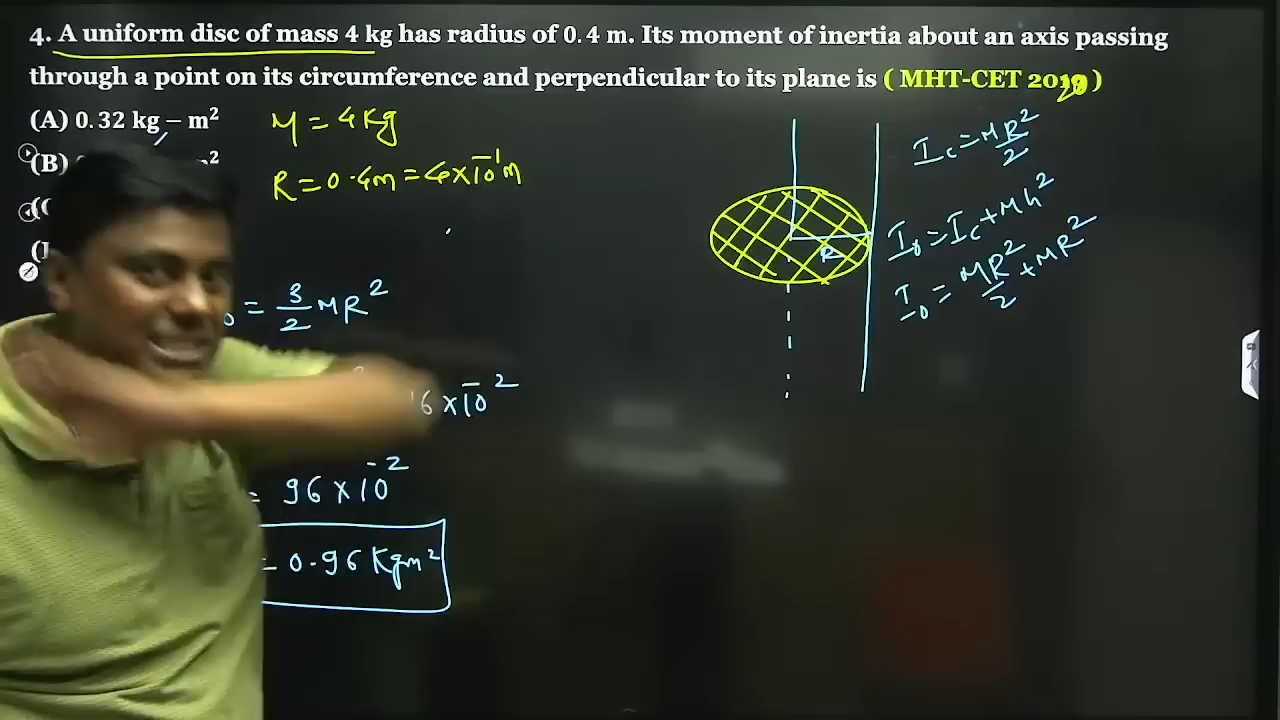 4. A uniform disc of mass 4 kg has radius of 0.4 m. Its moment of inertia about an axis passing
through a point on its circumference and perpendicular to its plane is ( MHT-CET 2020 )
(A) 0.32 kg – m²
(B)
M = 4 Kg
R = 0.4m = 4×10⁻¹m
= 3/2 MR²
6 × 10⁻²
= 96 × 10⁻²
= 0.96 Kgm²
R
I_c = MR²/2
I_0 = I_c + Mh²
I_0 = MR²/2 + MR²